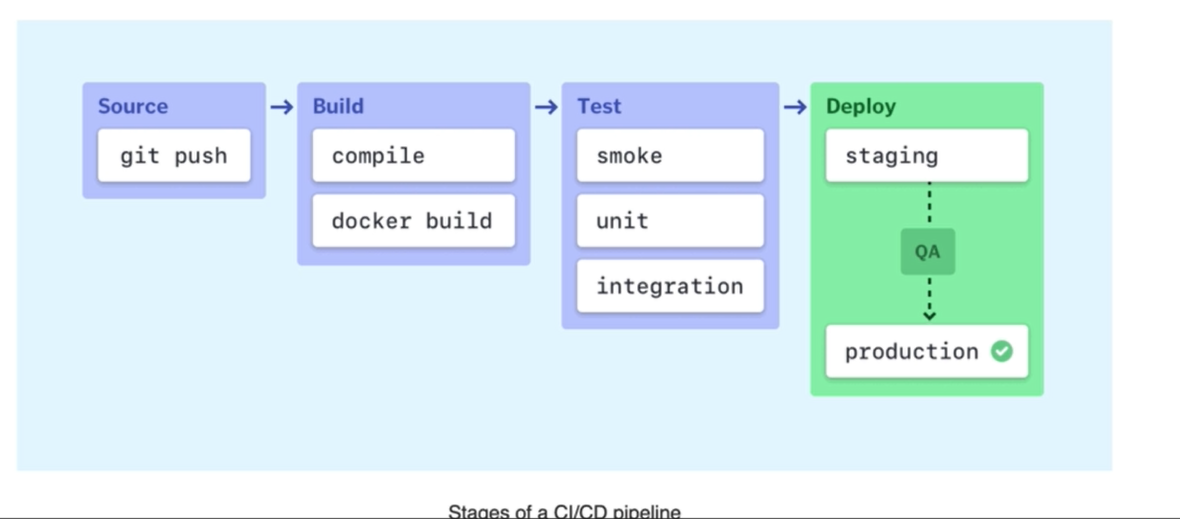 Source
git push
Build
compile
docker build
Test
smoke
unit
integration
Deploy
staging
QA
production
Stages of a CI/CD pipeline